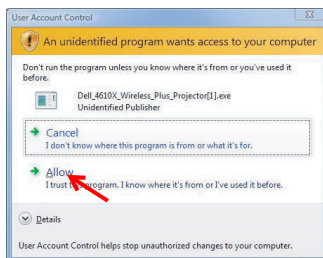 User Account Control
An unidentified program wants access to your computer
Don't run the program unless you know where it's from or you've used it
before.
Dell_4610X_Wireless_Plus_Projector[1].exe
Unidentified Publisher
Cancel
I don't know where this program is from or what it's for.
Allow
I trust this program. I know where it's from or I've used it before.
Details
User Account Control helps stop unauthorized changes to your computer.